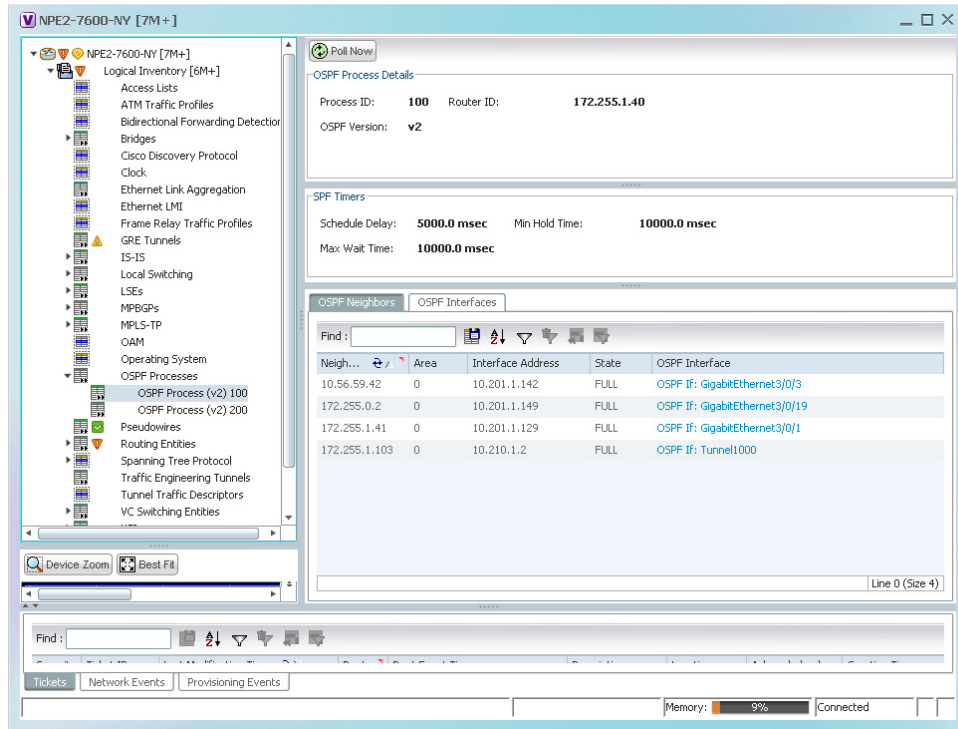 NPE2-7600-NY [7M+]
NPE2-7600-NY [7M+]
Logical Inventory [6M+]
Access Lists
ATM Traffic Profiles
Bidirectional Forwarding Detection
Bridges
Cisco Discovery Protocol
Clock
Ethernet Link Aggregation
Ethernet LMI
Frame Relay Traffic Profiles
GRE Tunnels
IS-IS
Local Switching
LSEs
MPBGPs
MPLS-TP
OAM
Operating System
OSPF Processes
OSPF Process (v2) 100
OSPF Process (v2) 200
Pseudowires
Routing Entities
Spanning Tree Protocol
Traffic Engineering Tunnels
Tunnel Traffic Descriptors
VC Switching Entities
Device Zoom Best Fit
Poll Now
OSPF Process Details
Process ID: 100 Router ID: 172.255.1.40
OSPF Version: v2
SPF Timers
Schedule Delay: 5000.0 msec Min Hold Time: 10000.0 msec
Max Wait Time: 10000.0 msec
OSPF Neighbors OSPF Interfaces
Find :
Neigh... Area Interface Address State OSPF Interface
10.56.59.42 0 10.201.1.142 FULL OSPF If: GigabitEthernet3/0/3
172.255.0.2 0 10.201.1.149 FULL OSPF If: GigabitEthernet3/0/19
172.255.1.41 0 10.201.1.129 FULL OSPF If: GigabitEthernet3/0/1
172.255.1.103 0 10.210.1.2 FULL OSPF If: Tunnel1000
Line 0 (Size 4)
Find :
Tickets Network Events Provisioning Events
Memory: 9% Connected